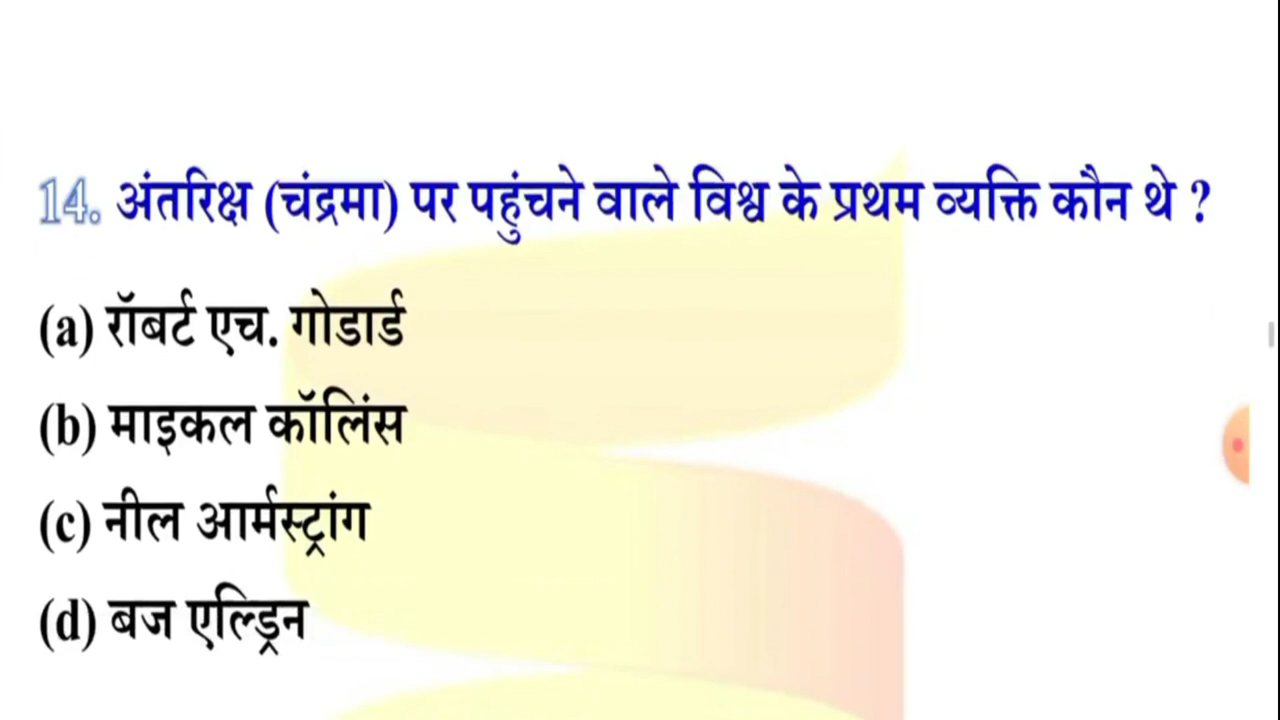 14. अंतरिक्ष (चंद्रमा) पर पहुंचने वाले विश्व के प्रथम व्यक्ति कौन थे ?
(a) रॉबर्ट एच. गोडार्ड
(b) माइकल कॉलिंस
(c) नील आर्मस्ट्रांग
(d) बज एल्ड्रिन